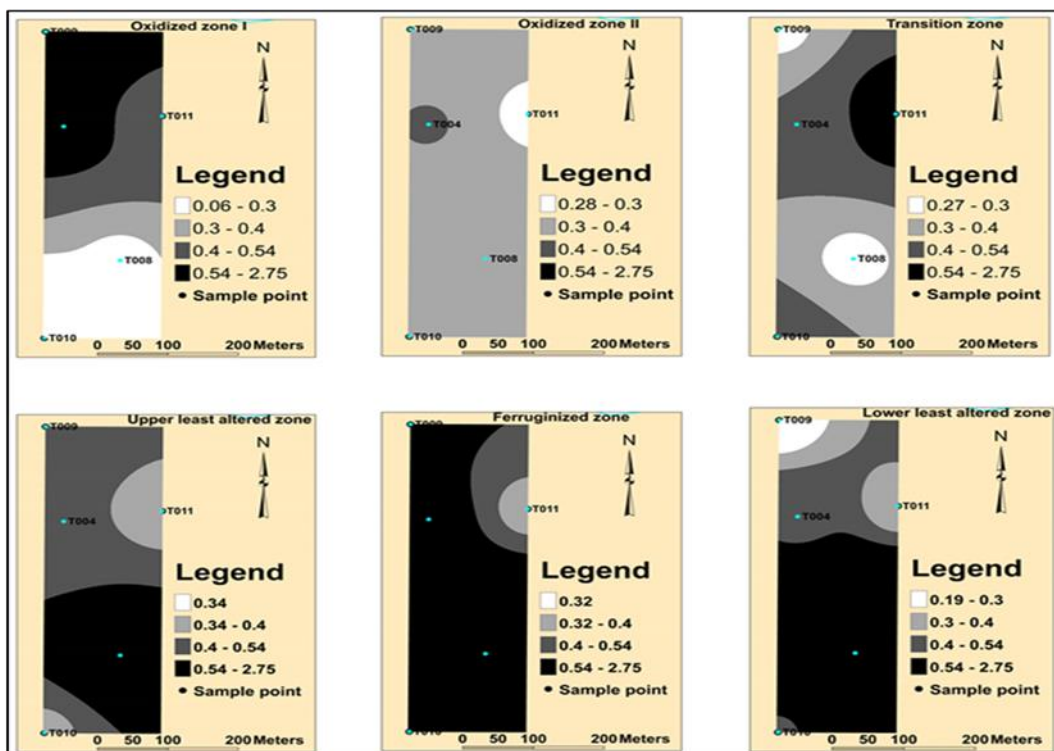 Oxidized zone I
T009
N
T011
Legend
0.06 - 0.3
0.3 - 0.4
0.4 - 0.54
0.54 - 2.75
Sample point
T008
T010
0 50 100 200 Meters
Oxidized zone II
T009
N
T011
T004
Legend
0.28 - 0.3
0.3 - 0.4
0.4 - 0.54
0.54 - 2.75
Sample point
T008
T010
0 50 100 200 Meters
Transition zone
T009
N
T011
T004
Legend
0.27 - 0.3
0.3 - 0.4
0.4 - 0.54
0.54 - 2.75
Sample point
T008
T010
0 50 100 200 Meters
Upper least altered zone
T009
N
T011
T004
Legend
0.34
0.34 - 0.4
0.4 - 0.54
0.54 - 2.75
Sample point
T010
0 50 100 200 Meters
Ferruginized zone
T009
N
T011
Legend
0.32
0.32 - 0.4
0.4 - 0.54
0.54 - 2.75
Sample point
T010
0 50 100 200 Meters
Lower least altered zone
T009
N
T011
T004
Legend
0.19 - 0.3
0.3 - 0.4
0.4 - 0.54
0.54 - 2.75
Sample point
T010
0 50 100 200 Meters